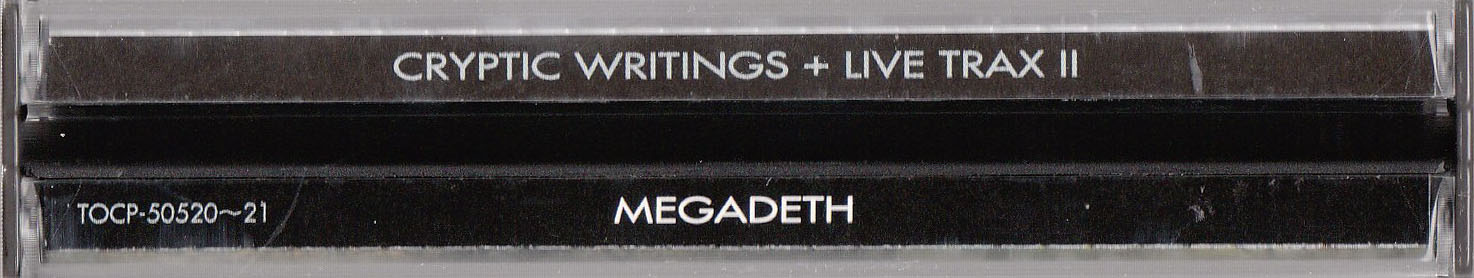 CRYPTIC WRITINGS + LIVE TRAX II
TOCP-50520~21 MEGADETH